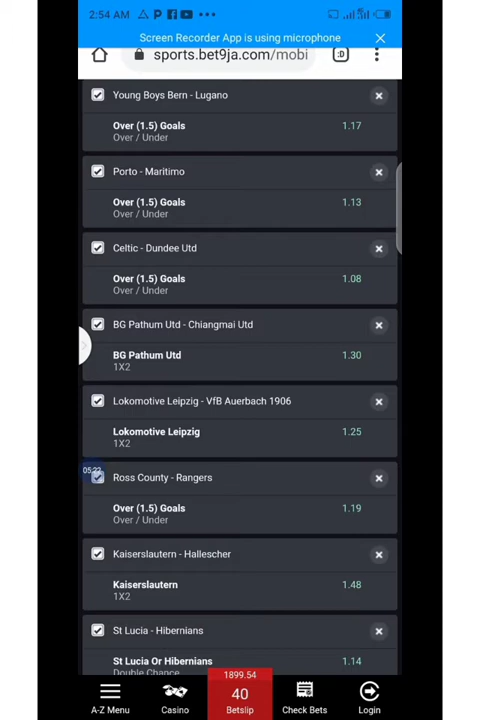 2:54 AM
Screen Recorder App is using microphone
sports.bet9ja.com/mobi
:D
Young Boys Bern - Lugano
Over (1.5) Goals 1.17
Over / Under
Porto - Maritimo
Over (1.5) Goals 1.13
Over / Under
Celtic - Dundee Utd
Over (1.5) Goals 1.08
Over / Under
BG Pathum Utd - Chiangmai Utd
BG Pathum Utd 1.30
1X2
Lokomotive Leipzig - VfB Auerbach 1906
Lokomotive Leipzig 1.25
1X2
05:22
Ross County - Rangers
Over (1.5) Goals 1.19
Over / Under
Kaiserslautern - Hallescher
Kaiserslautern 1.48
1X2
St Lucia - Hibernians
St Lucia Or Hibernians 1.14
Double Chance
1899.54
40
A-Z Menu Casino Betslip Check Bets Login